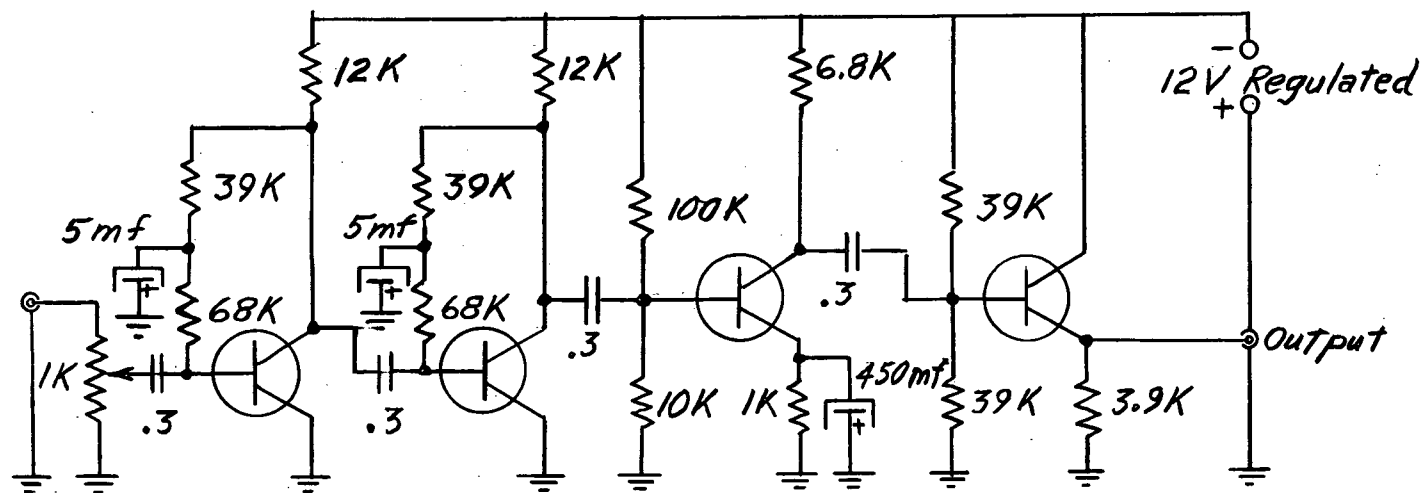 12K
12K
6.8K
-
12V Regulated
+
39K
39K
100K
39K
5mf
5mf
+
+
68K
68K
.3
.3
1K
.3
.3
10K
1K
450mf
+
39K
3.9K
Output